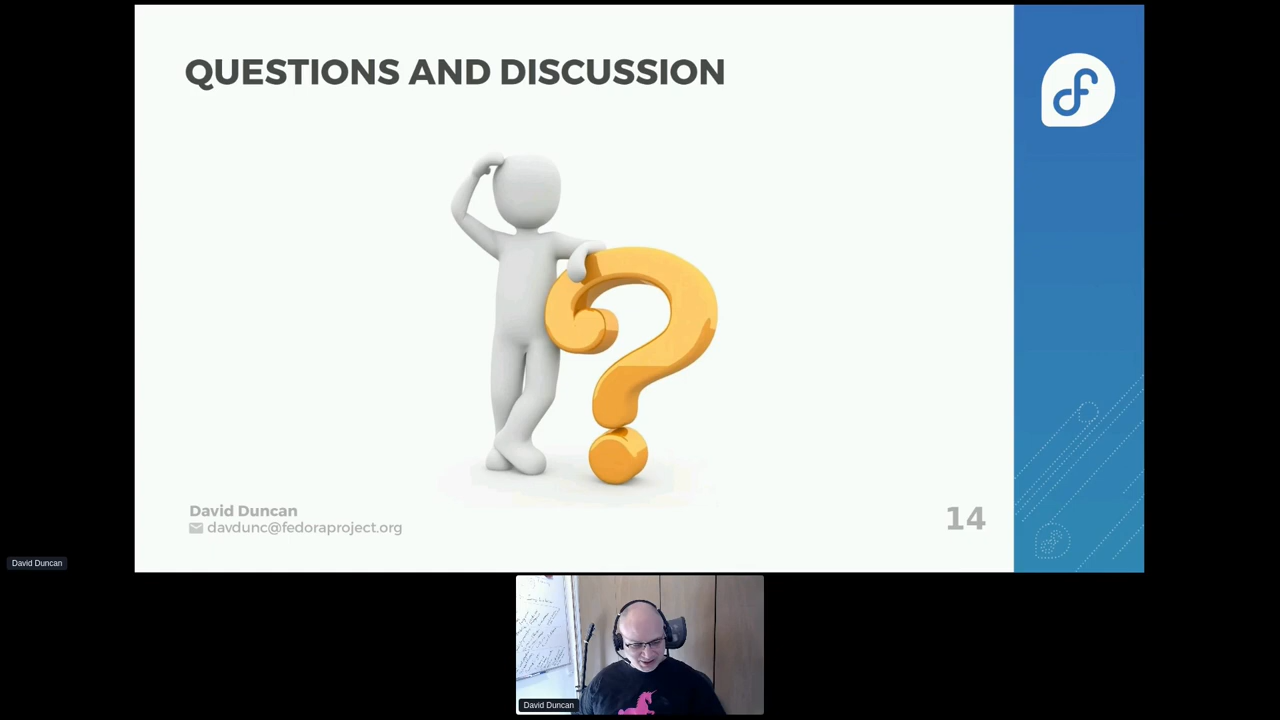 QUESTIONS AND DISCUSSION
David Duncan
davdunc@fedoraproject.org
14
David Duncan
David Duncan